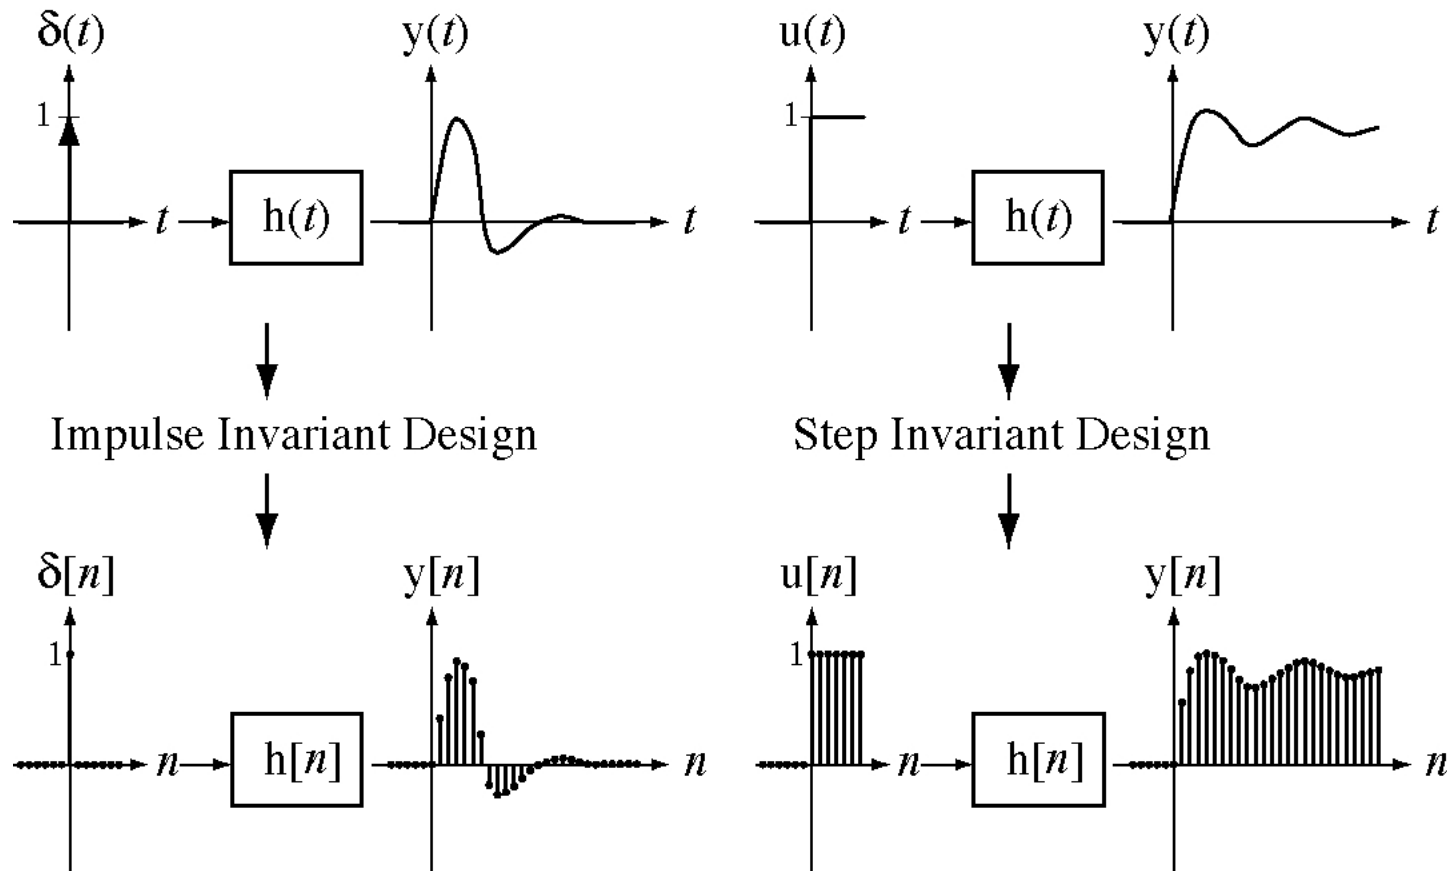 δ(t) y(t) u(t) y(t)
1 1
h(t) t t h(t) t t
Impulse Invariant Design Step Invariant Design
δ[n] y[n] u[n] y[n]
1 1
n h[n] n n h[n] n